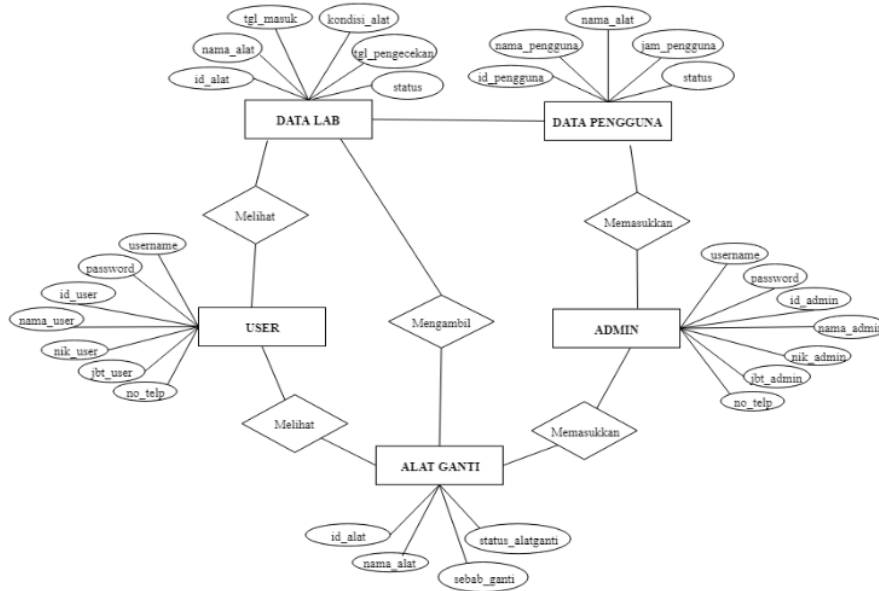 tgl_masuk
kondisi_alat
nama_alat
tgl_pengecekan
id_alat
status
DATA LAB
nama_alat
nama_pengguna
jam_pengguna
id_pengguna
status
DATA PENGGUNA
Melihat
Memasukkan
username
password
id_user
nama_user
nik_user
jbt_user
no_telp
USER
Mengambil
username
password
id_admin
nama_admin
nik_admin
jbt_admin
no_telp
ADMIN
Melihat
Memasukkan
ALAT GANTI
id_alat
nama_alat
status_alatganti
sebab_ganti